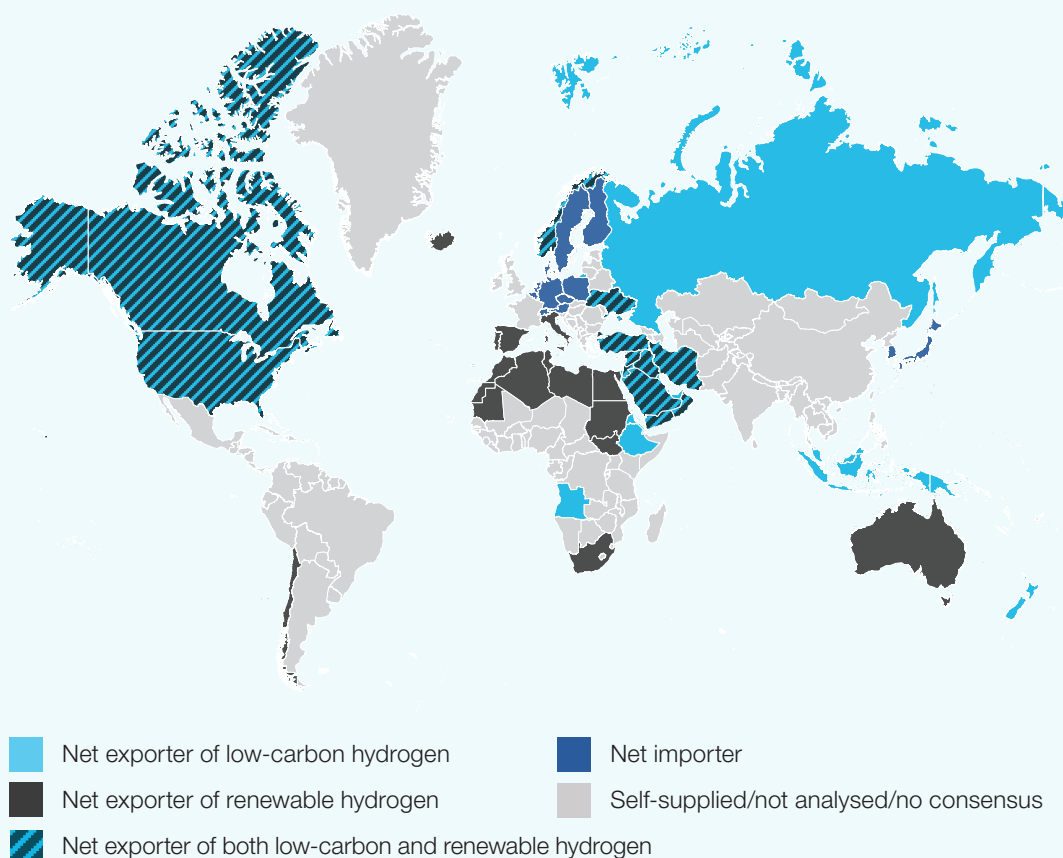 Net exporter of low-carbon hydrogen
Net exporter of renewable hydrogen
Net exporter of both low-carbon and renewable hydrogen
Net importer
Self-supplied/not analysed/no consensus